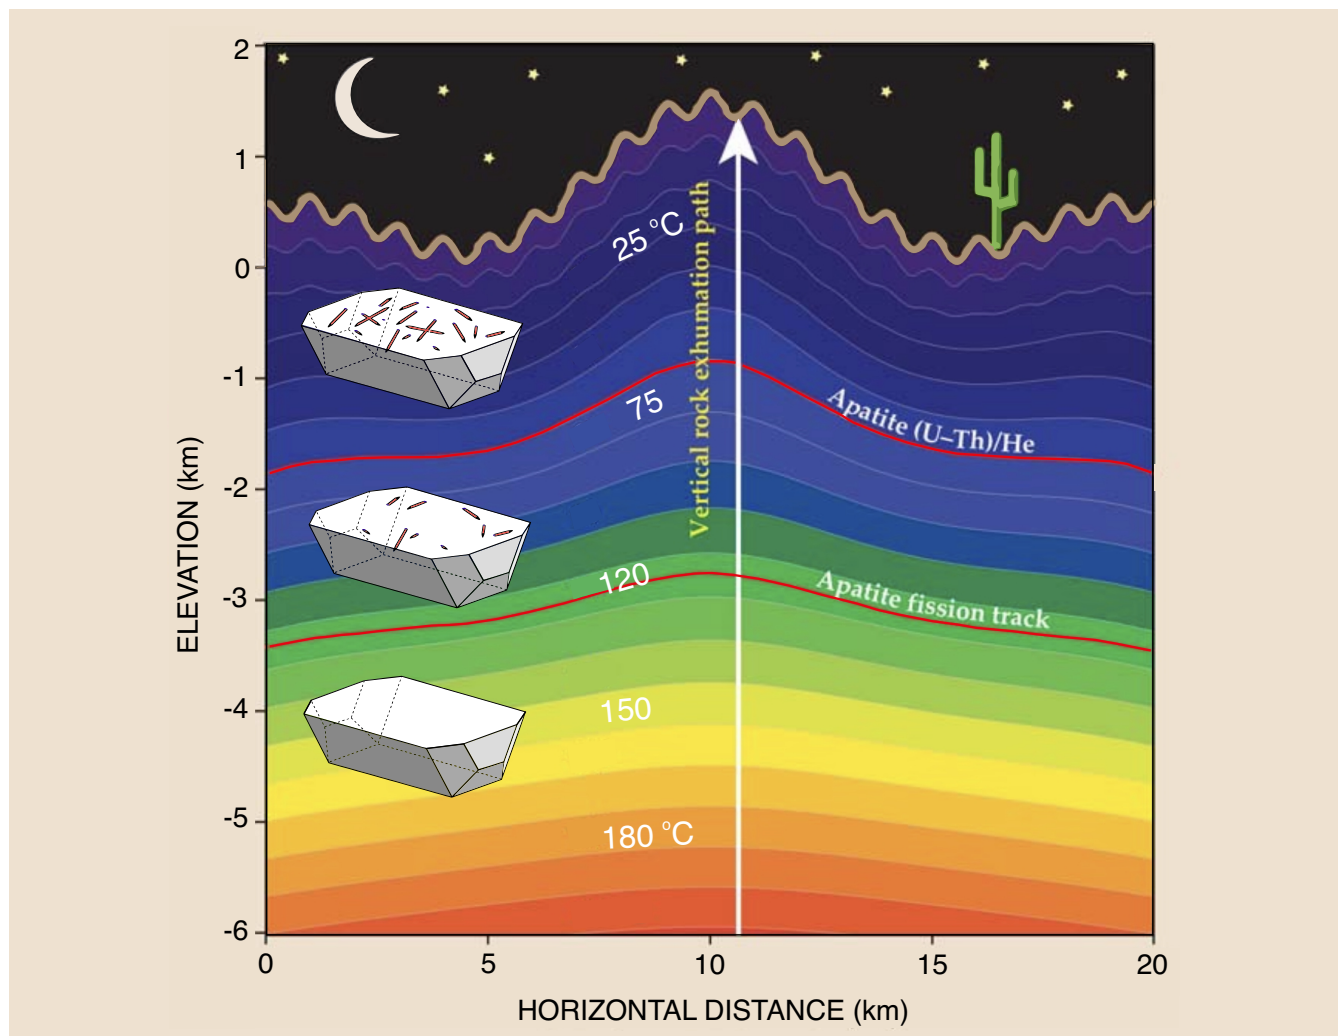 2
1
0
-1
-2
-3
-4
-5
-6
ELEVATION (km)
25 °C
75
120
150
180 °C
Vertical rock exhumation path
Apatite (U–Th)/He
Apatite fission track
0 5 10 15 20
HORIZONTAL DISTANCE (km)